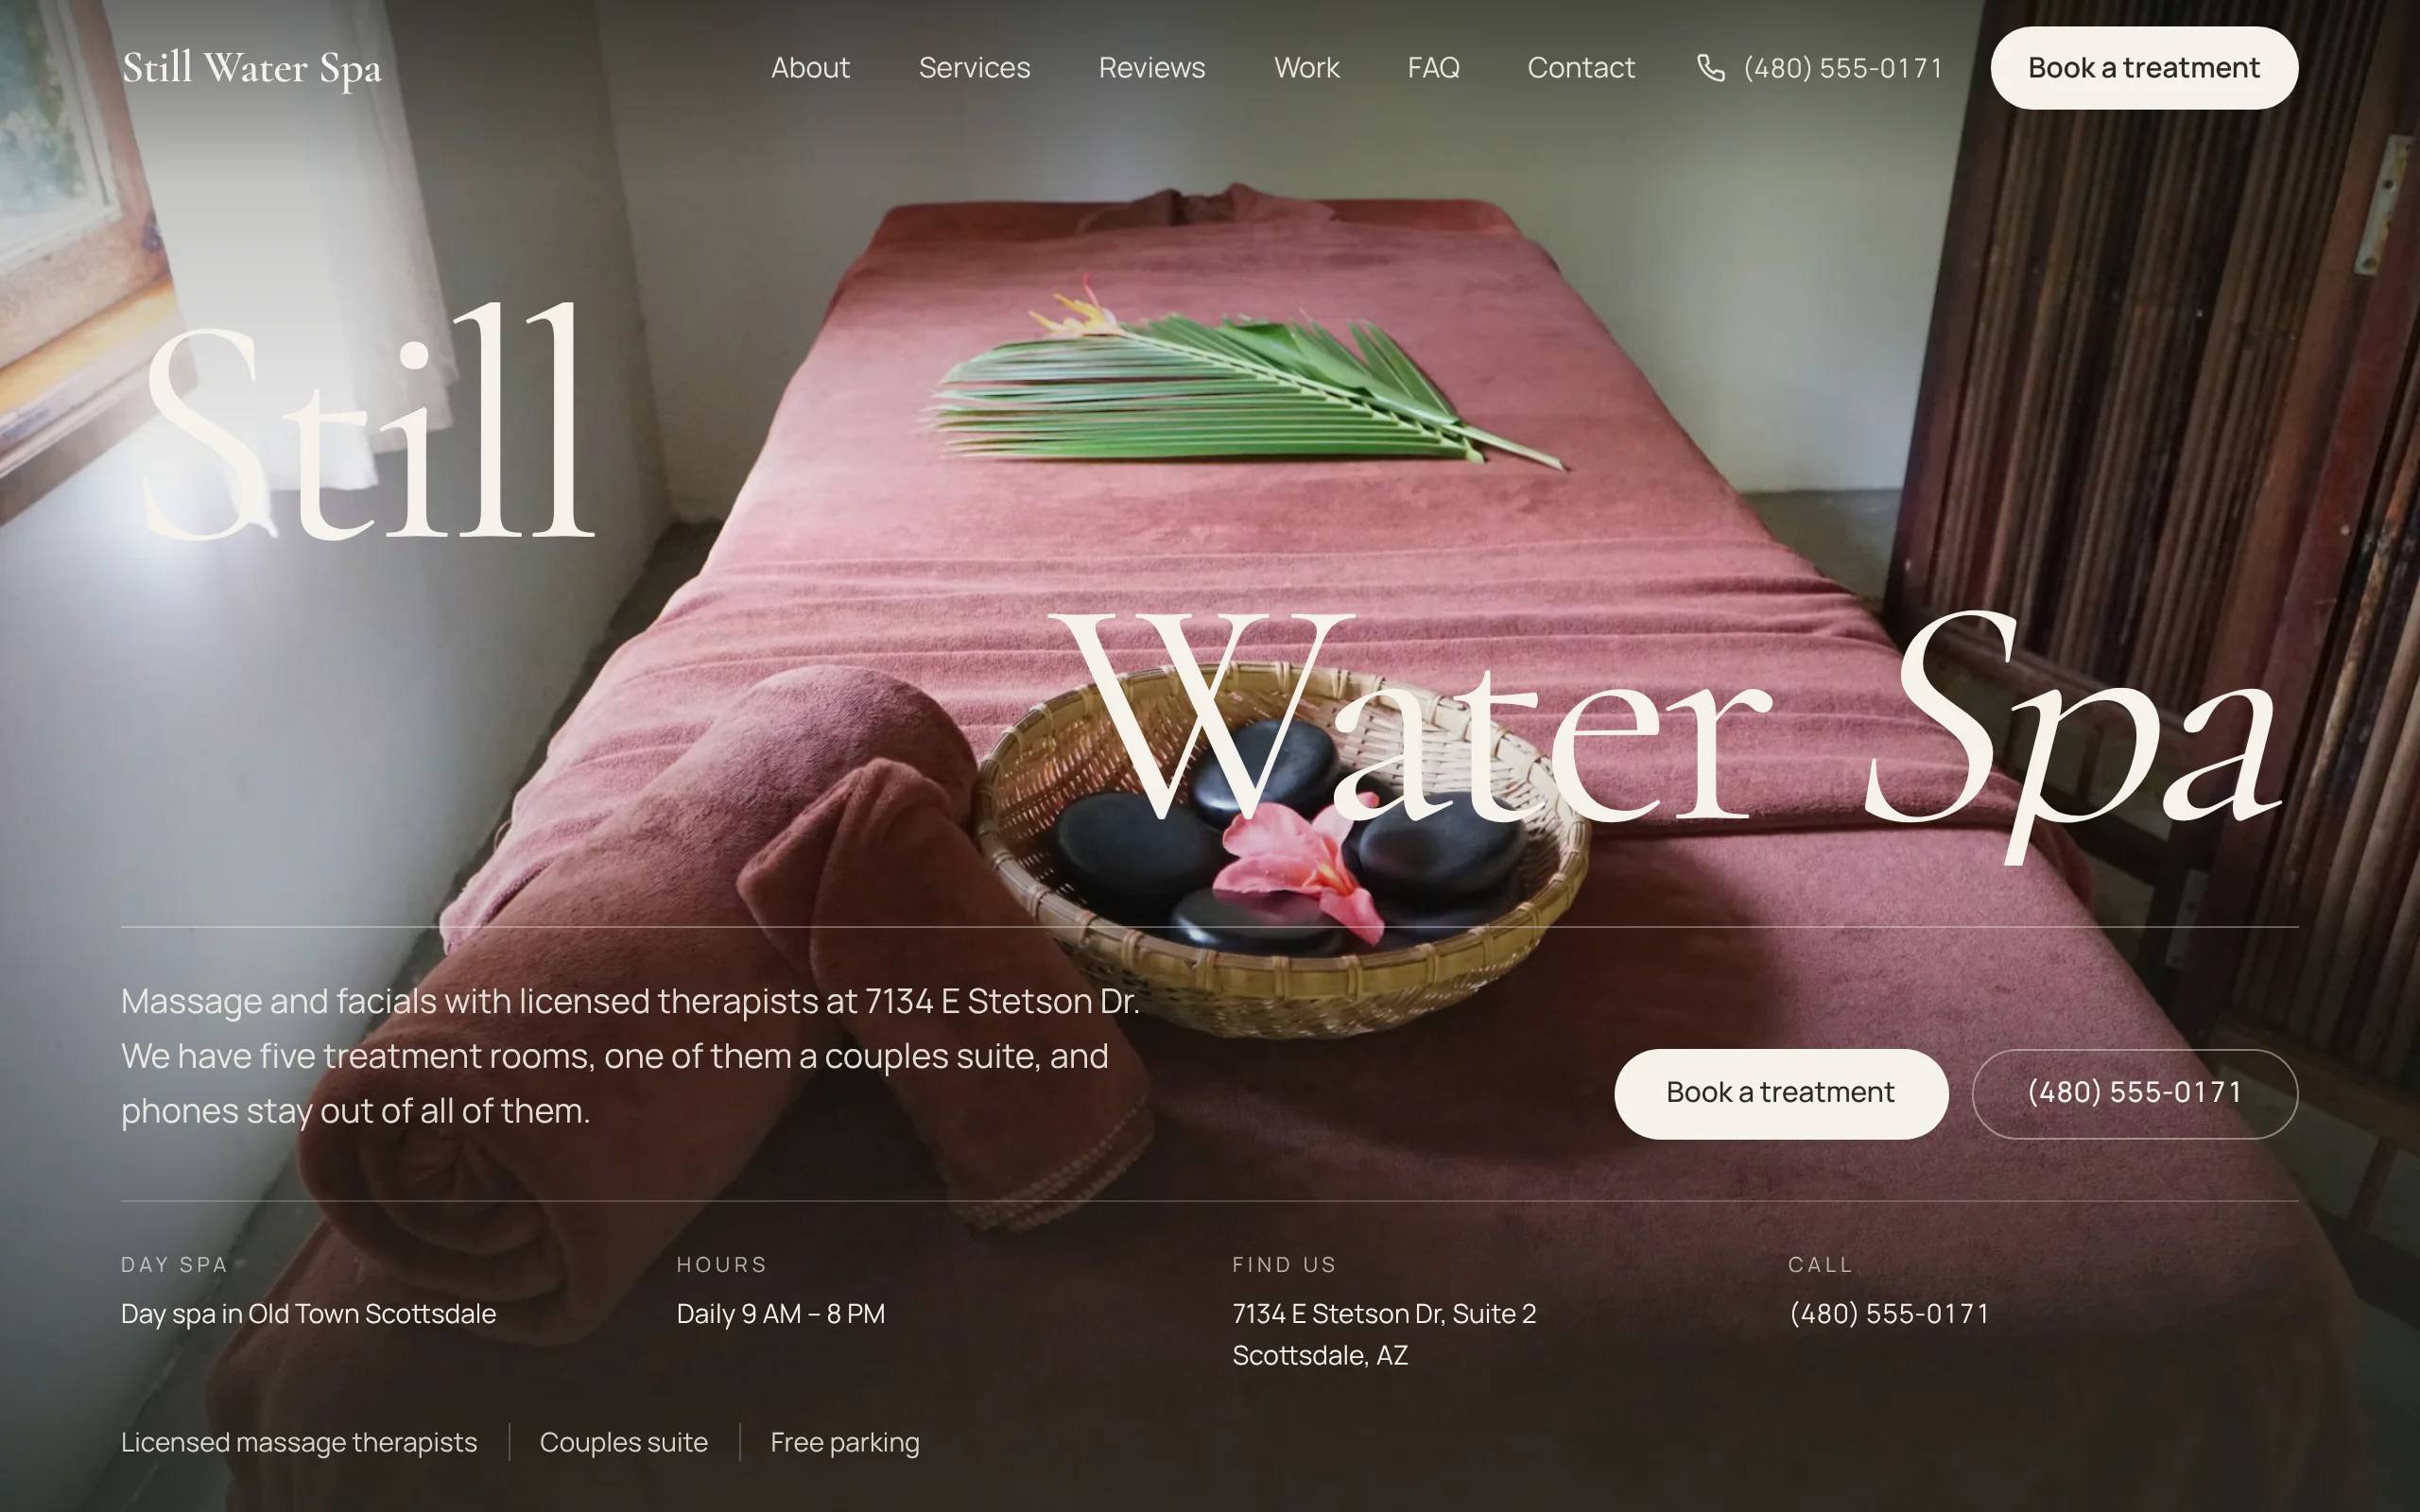 Still Water Spa
About
Services
Reviews
Work
FAQ
Contact
(480) 555-0171
Book a treatment
Still
Water Spa
Massage and facials with licensed therapists at 7134 E Stetson Dr.
We have five treatment rooms, one of them a couples suite, and
phones stay out of all of them.
Book a treatment
(480) 555-0171
DAY SPA
Day spa in Old Town Scottsdale
HOURS
Daily 9 AM – 8 PM
FIND US
7134 E Stetson Dr, Suite 2
Scottsdale, AZ
CALL
(480) 555-0171
Licensed massage therapists
Couples suite
Free parking